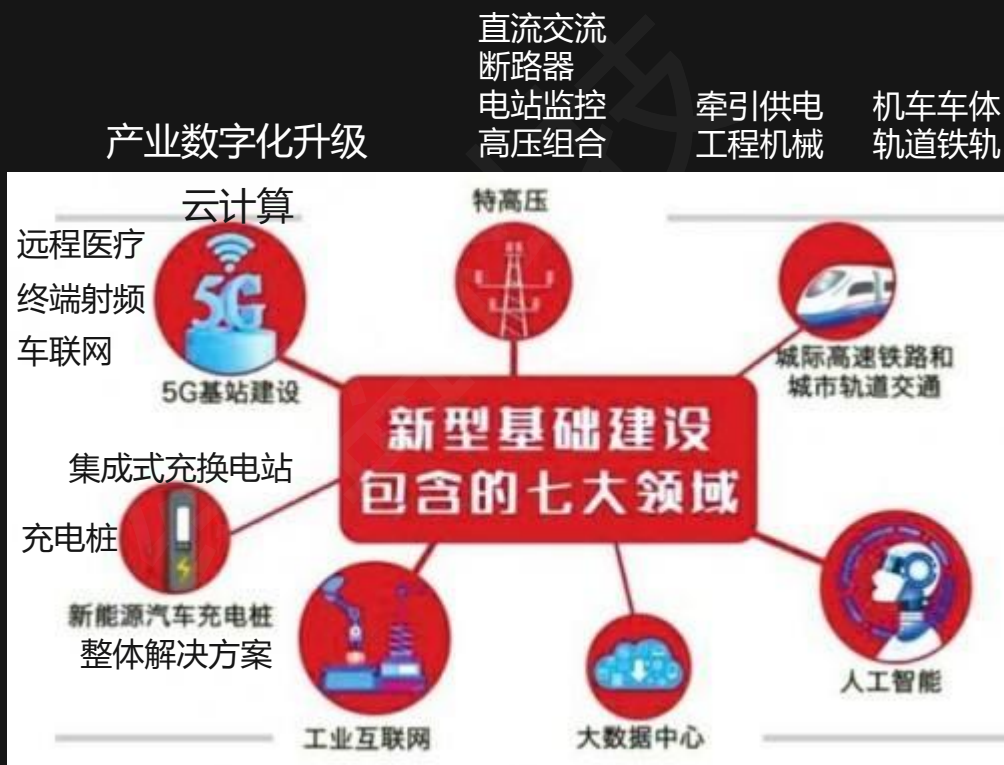 直流交流
断路器
电站监控
高压组合
牵引供电
工程机械
机车车体
轨道铁轨
产业数字化升级
云计算
远程医疗
终端射频
车联网
5G
5G基站建设
特高压
城际高速铁路和
城市轨道交通
新型基础建设
包含的七大领域
集成式充换电站
充电桩
新能源汽车充电桩
整体解决方案
工业互联网
大数据中心
人工智能